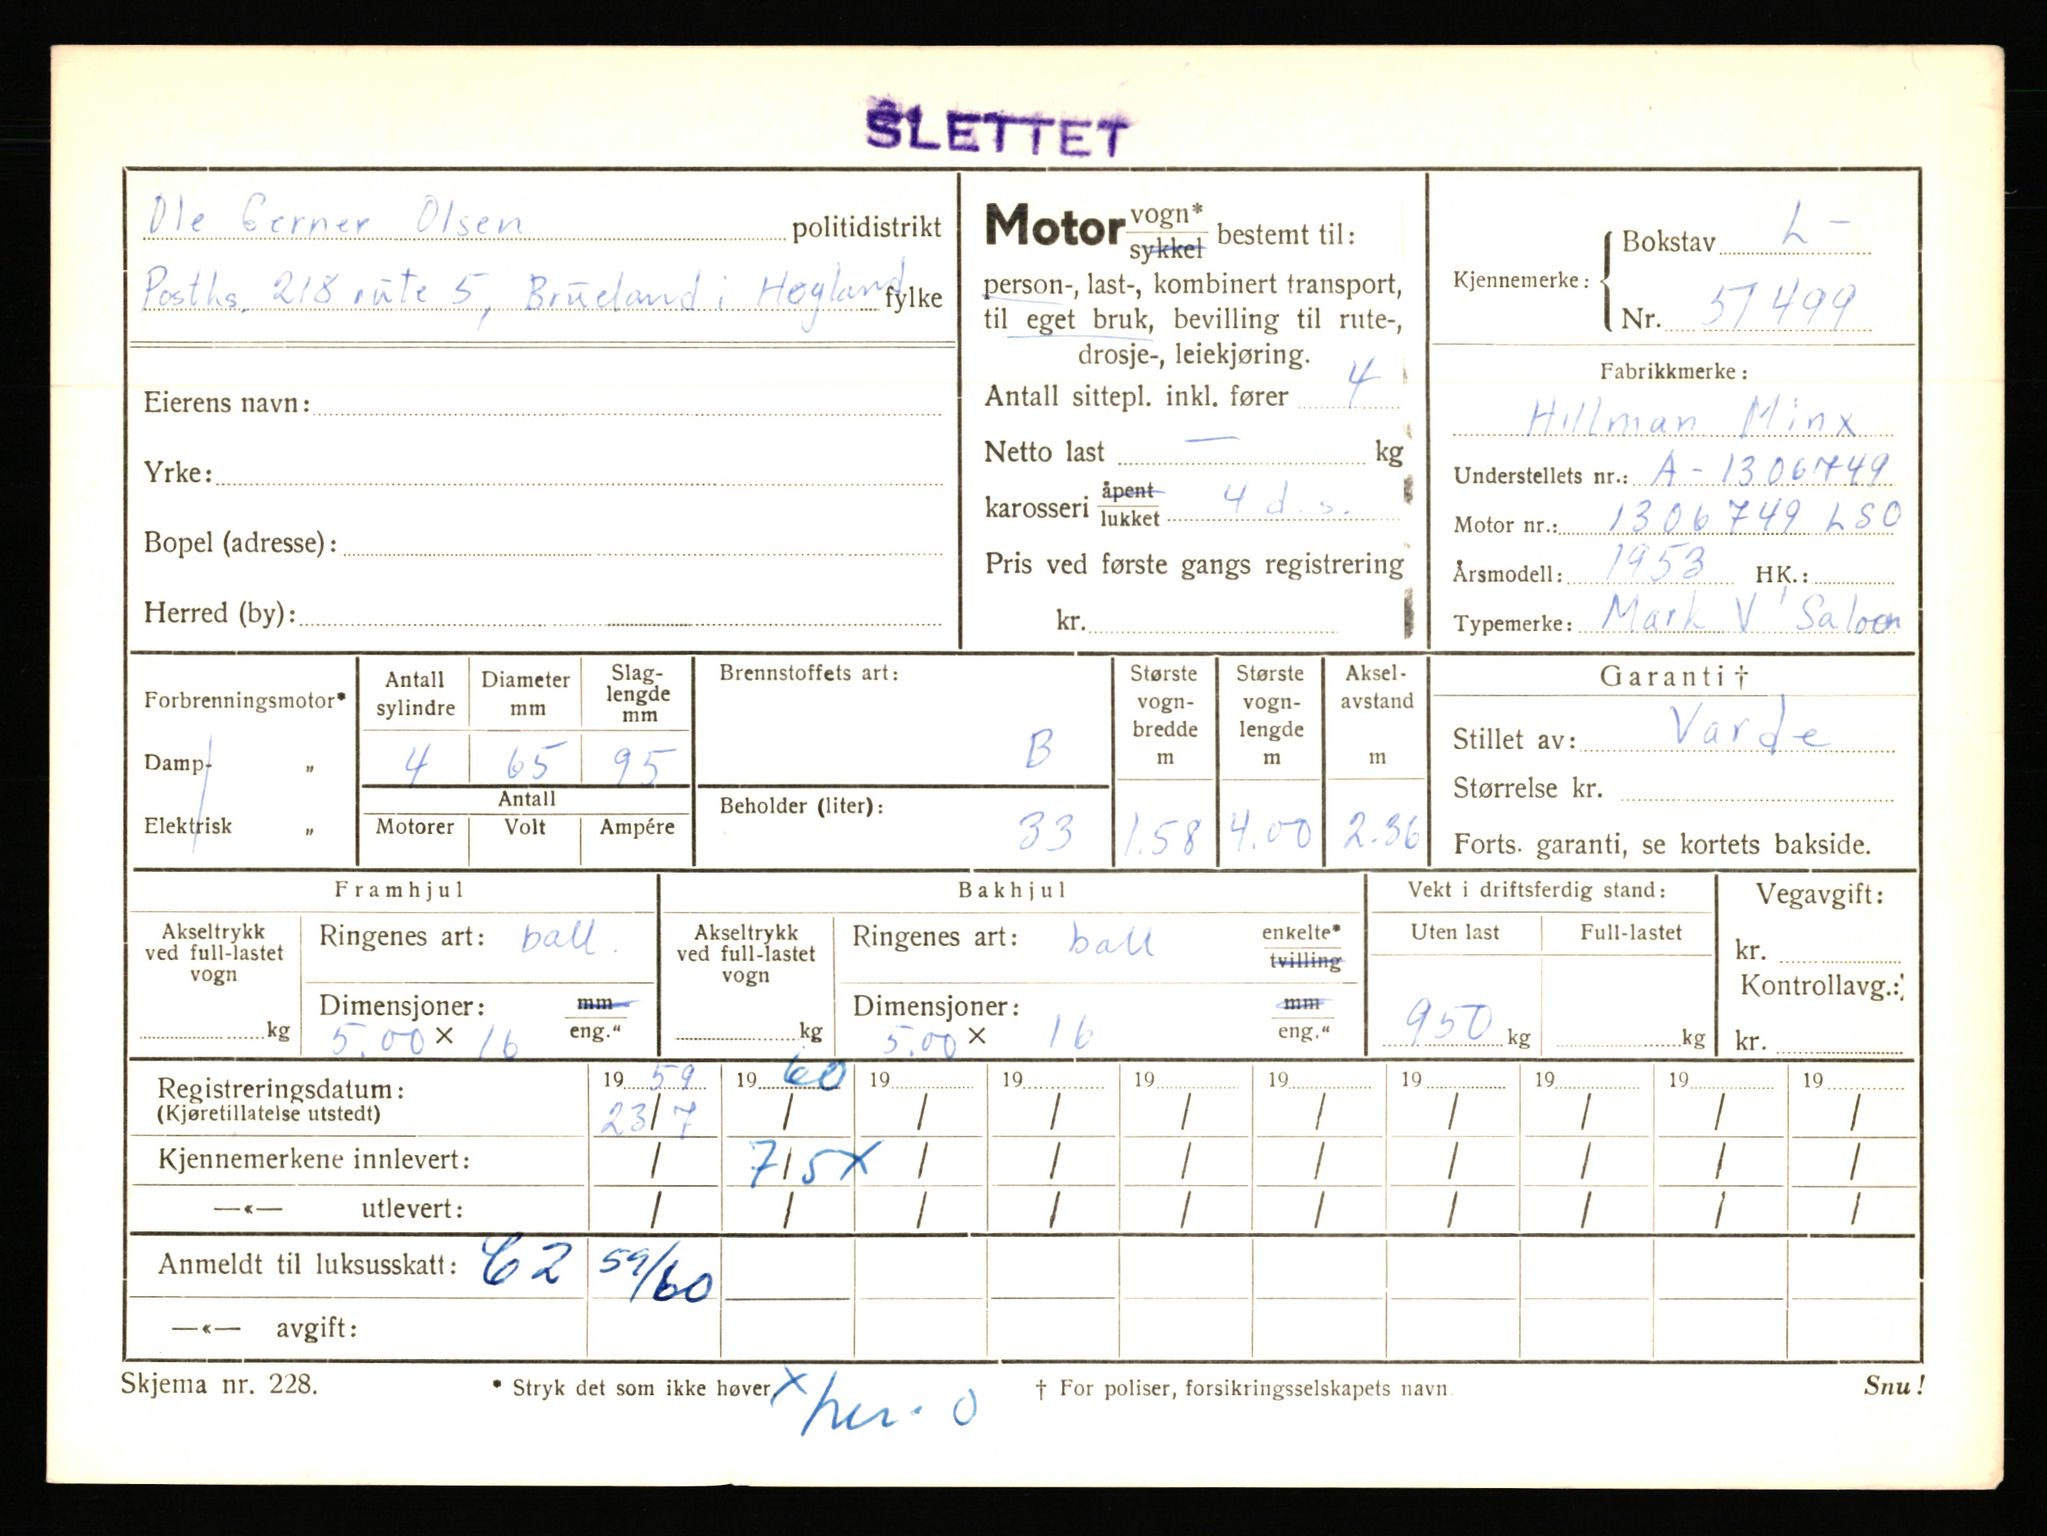 SLETTET
Ole Gerner Olsen politidistrikt
Posths. 218 rute 5, Brueland i Høyland fylke
Eierens navn:
Yrke:
Bopel (adresse):
Herred (by):
Motor vogn* sykkel bestemt til:
person-, last-, kombinert transport,
til eget bruk, bevilling til rute-,
drosje-, leiekjøring.
Antall sittepl. inkl. fører 4
Netto last — kg
karosseri åpent lukket 4 d.s.
Pris ved første gangs registrering
kr.
Kjennemerke: Bokstav L-
Nr. 51499
Fabrikkmerke:
Hillman Minx
Understellets nr.: A-1306749
Motor nr.: 1306749 LSO
Årsmodell: 1953 HK.:
Typemerke: Mark V Saloon
Forbrenningsmotor*
Damp- „
Elektrisk „
Antall sylindre 4
Diameter mm 65
Slag-lengde mm 95
Antall
Motorer Volt Ampére
Brennstoffets art: B
Beholder (liter): 33
Største vogn-bredde m 1.58
Største vogn-lengde m 4.00
Aksel-avstand m 2.36
Garanti †
Stillet av: Varde
Størrelse kr.
Forts. garanti, se kortets bakside.
Framhjul
Akseltrykk ved full-lastet vogn kg
Ringenes art: ball.
Dimensjoner: mm eng.“
5.00 × 16
Bakhjul
Akseltrykk ved full-lastet vogn kg
Ringenes art: ball enkelte* tvilling
Dimensjoner: mm eng.“
5.00 × 16
Vekt i driftsferdig stand:
Uten last Full-lastet
950 kg kg
Vegavgift:
kr.
Kontrollavg.:
kr.
Registreringsdatum: 19 59 19 60 19 19 19 19 19 19 19 19
(Kjøretillatelse utstedt) 23/7 / / / / / / / / /
Kjennemerkene innlevert: / 7/5 x / / / / / / / /
—«— utlevert: / / / / / / / / / /
Anmeldt til luksusskatt: 62 59/60
—«— avgift:
Skjema nr. 228. * Stryk det som ikke høver. † For poliser, forsikringsselskapets navn. Snu!
x